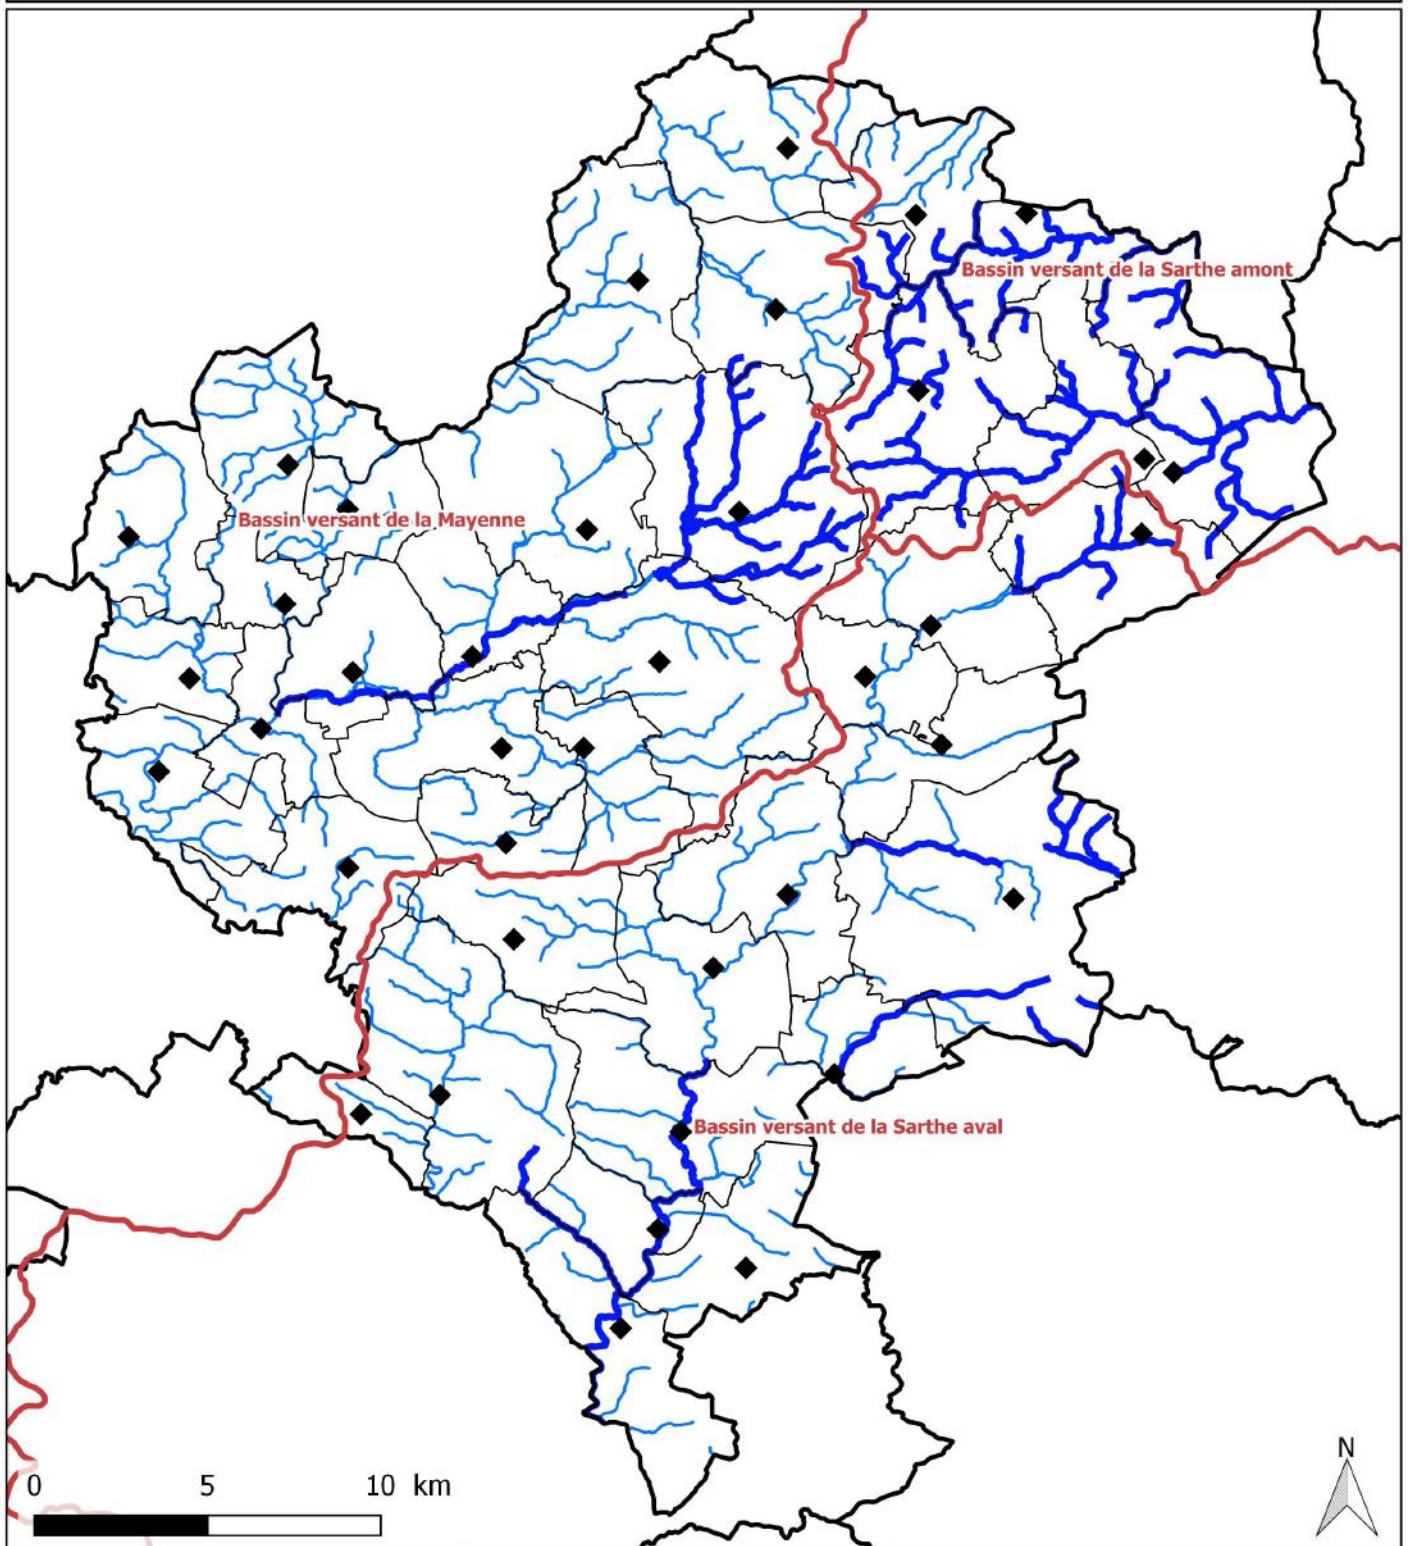 Bassin versant de la Sarthe amont
Bassin versant de la Mayenne
Bassin versant de la Sarthe aval
0 5 10 km
N